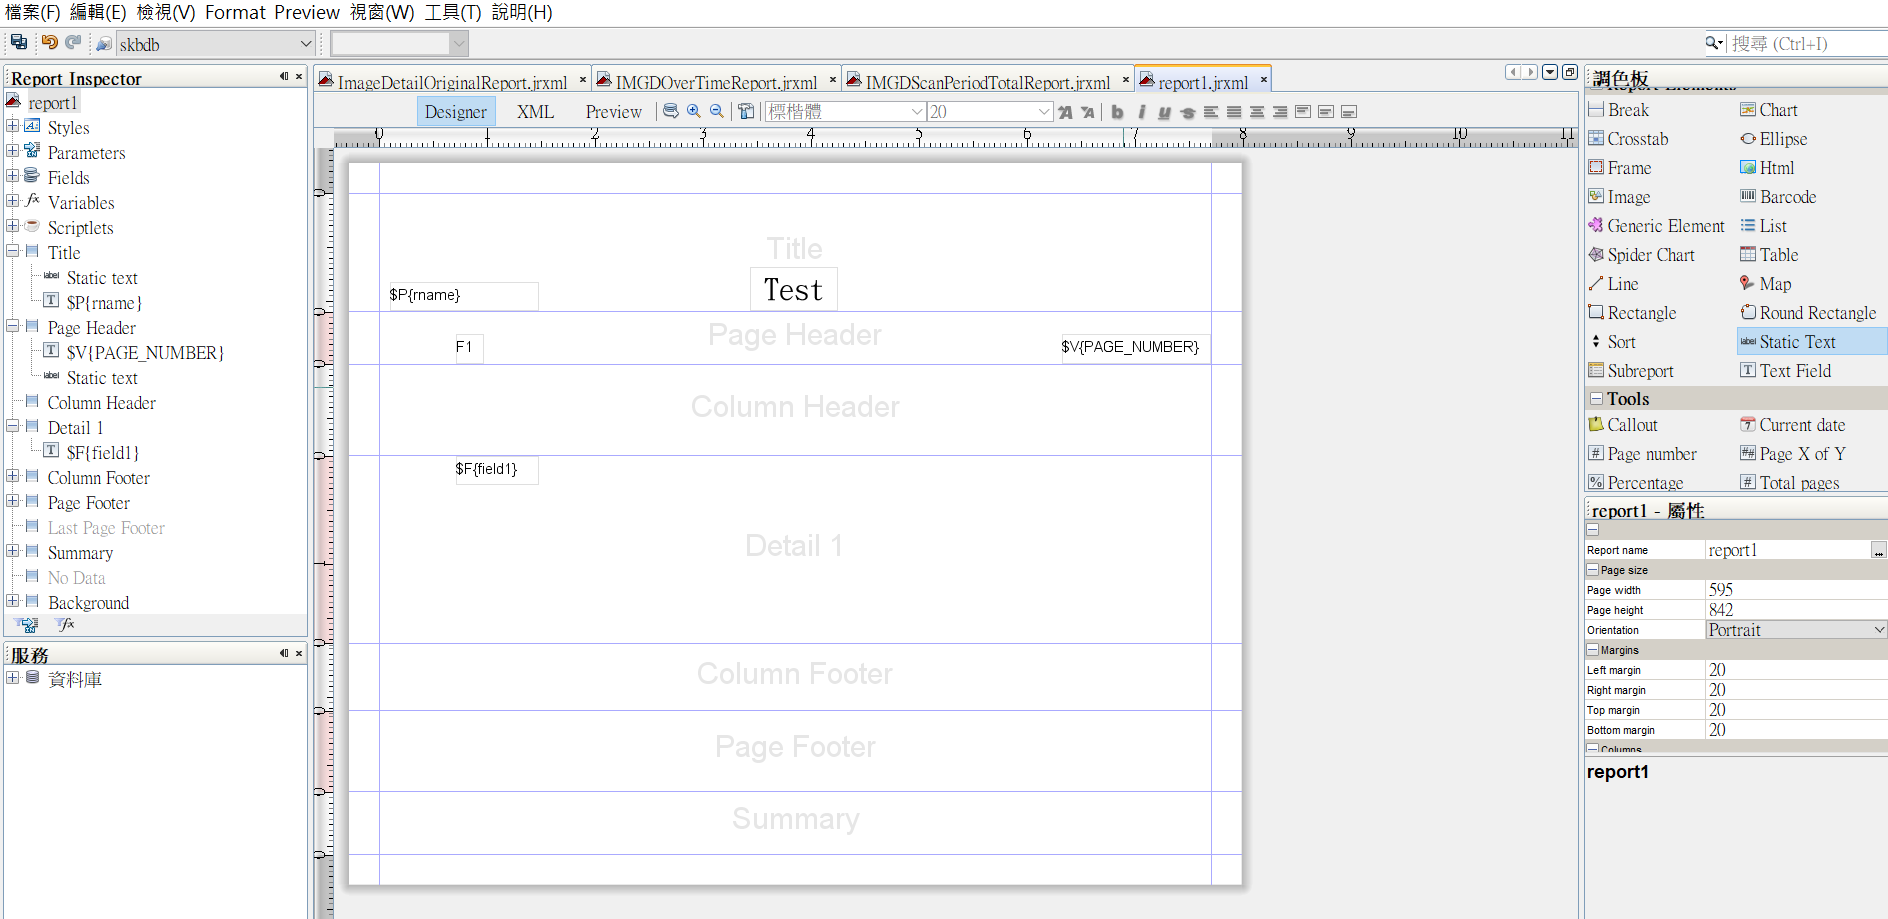 檔案(F) 編輯(E) 檢視(V) Format Preview 視窗(W) 工具(T) 說明(H)
skbdb
搜尋 (Ctrl+I)
Report Inspector
report1
Styles
Parameters
Fields
Variables
Scriptlets
Title
Static text
$P{rname}
Page Header
$V{PAGE_NUMBER}
Static text
Column Header
Detail 1
$F{field1}
Column Footer
Page Footer
Last Page Footer
Summary
No Data
Background
服務
資料庫
ImageDetailOriginalReport.jrxml
IMGDOverTimeReport.jrxml
IMGDScanPeriodTotalReport.jrxml
report1.jrxml
Designer XML Preview 標楷體 20
0 1 2 3 4 5 6 7 8 9 10 11
Title
$P{rname} Test
Page Header
F1 $V{PAGE_NUMBER}
Column Header
$F{field1}
Detail 1
Column Footer
Page Footer
Summary
調色板
Report Elements
Break Chart
Crosstab Ellipse
Frame Html
Image Barcode
Generic Element List
Spider Chart Table
Line Map
Rectangle Round Rectangle
Sort Static Text
Subreport Text Field
Tools
Callout Current date
Page number Page X of Y
Percentage Total pages
report1 - 屬性
Report name report1 ...
Page size
Page width 595
Page height 842
Orientation Portrait
Margins
Left margin 20
Right margin 20
Top margin 20
Bottom margin 20
Columns
report1